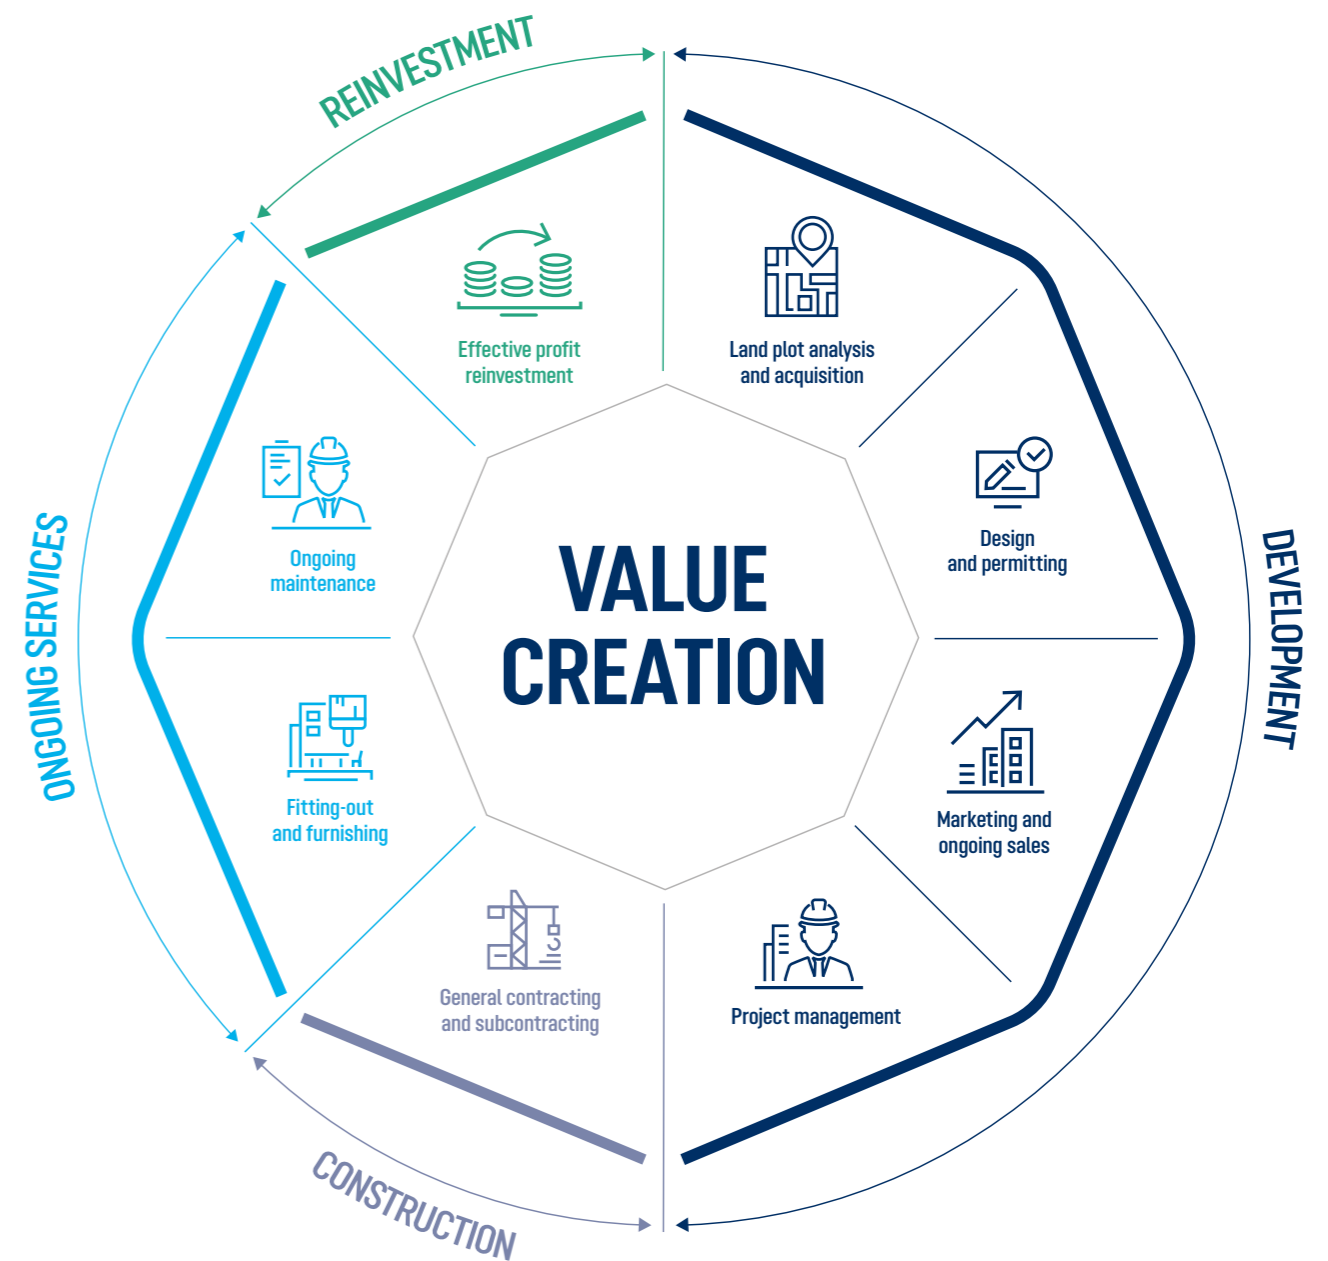 REINVESTMENT
Effective profit
reinvestment
Land plot analysis
and acquisition
Design
and permitting
DEVELOPMENT
Marketing and
ongoing sales
Project management
General contracting
and subcontracting
CONSTRUCTION
Fitting-out
and furnishing
Ongoing
maintenance
ONGOING SERVICES
VALUE
CREATION